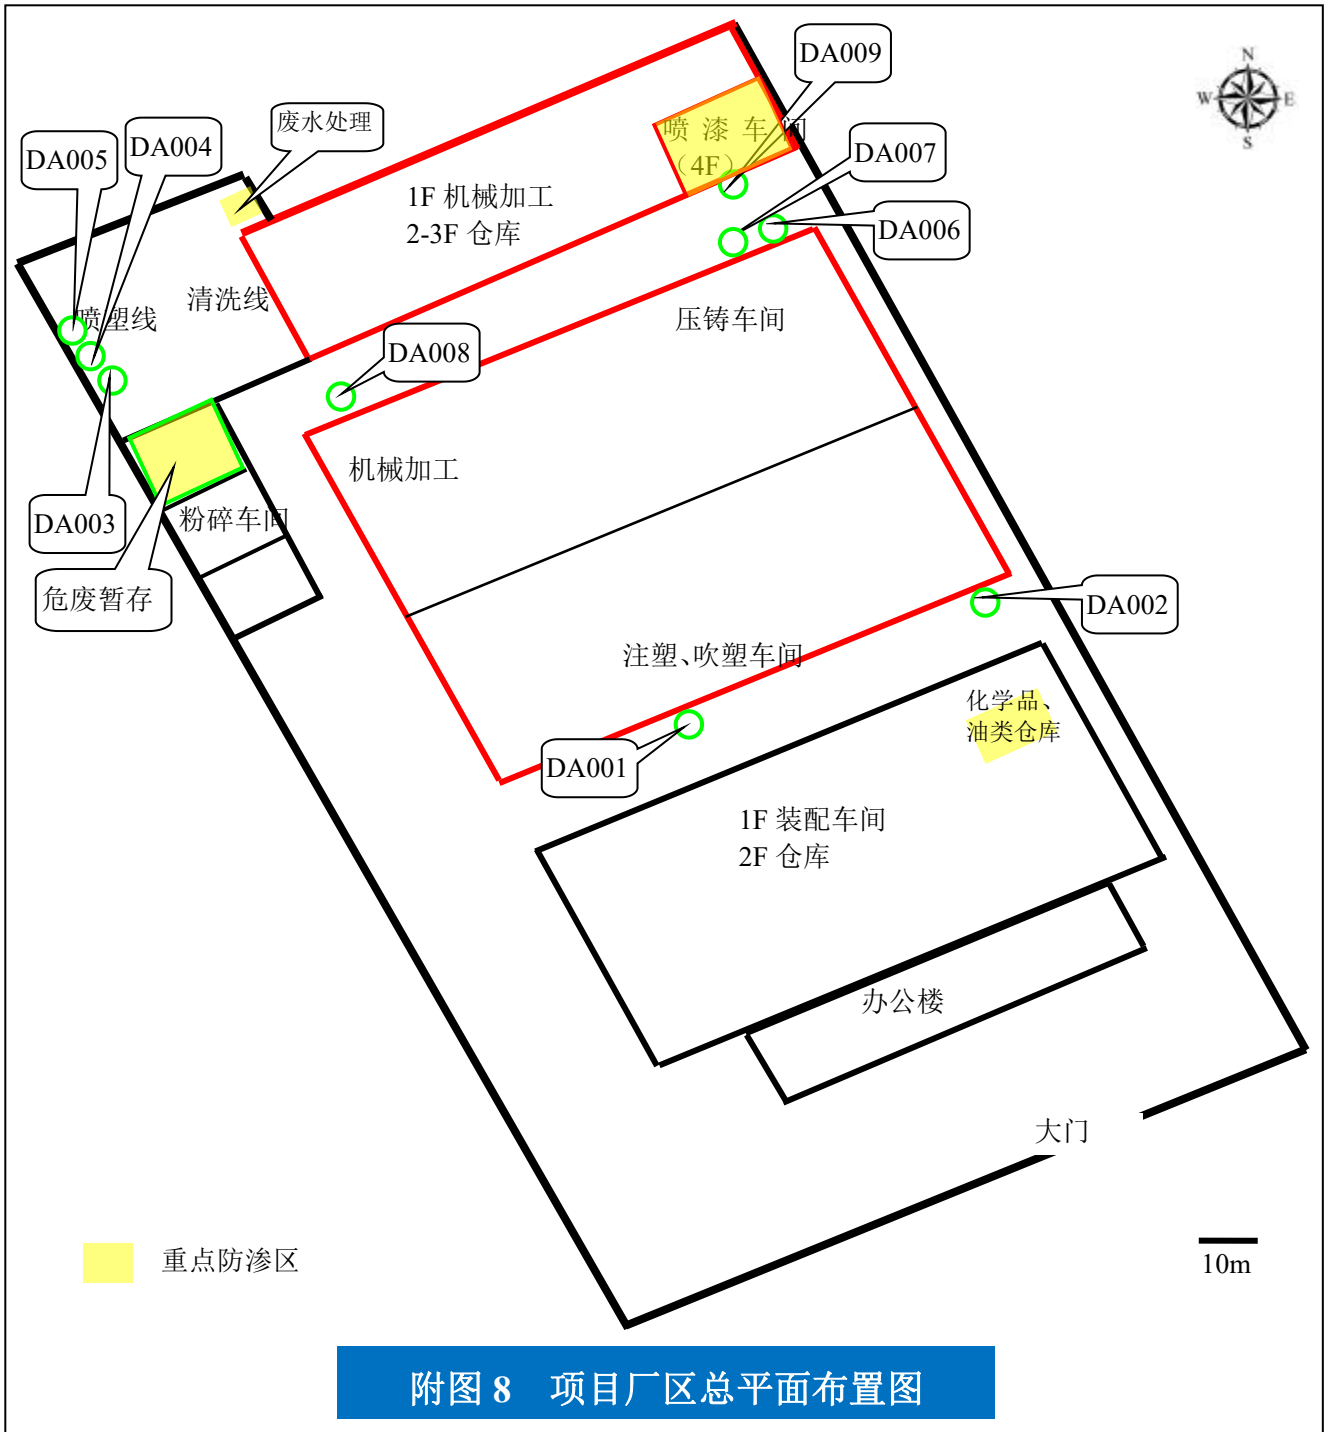 DA009
N
W
E
S
废水处理
DA005
DA004
喷漆车间
（4F）
DA007
1F 机械加工
2-3F 仓库
DA006
清洗线
喷塑线
压铸车间
DA008
机械加工
DA003
粉碎车间
危废暂存
DA002
注塑、吹塑车间
化学品、
油类仓库
DA001
1F 装配车间
2F 仓库
办公楼
大门
重点防渗区
10m
附图 8 项目厂区总平面布置图